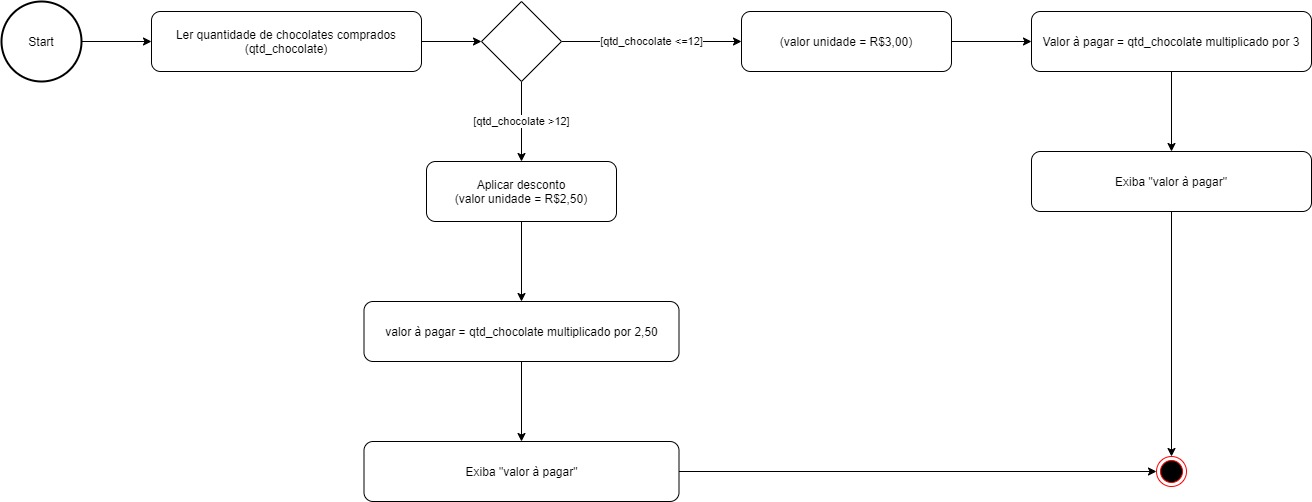 Start
Ler quantidade de chocolates comprados
(qtd_chocolate)
[qtd_chocolate <=12]
(valor unidade = R$3,00)
Valor à pagar = qtd_chocolate multiplicado por 3
[qtd_chocolate >12]
Aplicar desconto
(valor unidade = R$2,50)
Exiba "valor à pagar"
valor à pagar = qtd_chocolate multiplicado por 2,50
Exiba "valor à pagar"